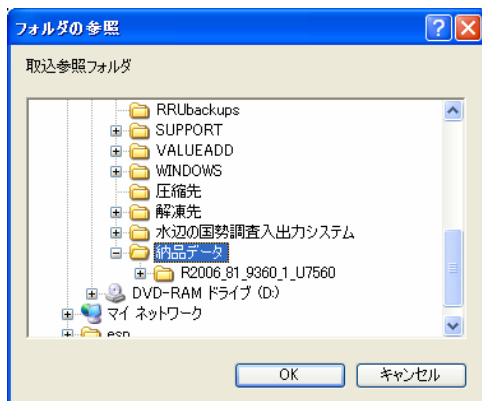 フォルダの参照
取込参照フォルダ
RRUbackups
SUPPORT
VALUEADD
WINDOWS
圧縮先
解凍先
水辺の国勢調査入出力システム
納品データ
R2006_81_9360_1_U7560
DVD-RAM ドライブ (D:)
マイ ネットワーク
esp
OK
キャンセル